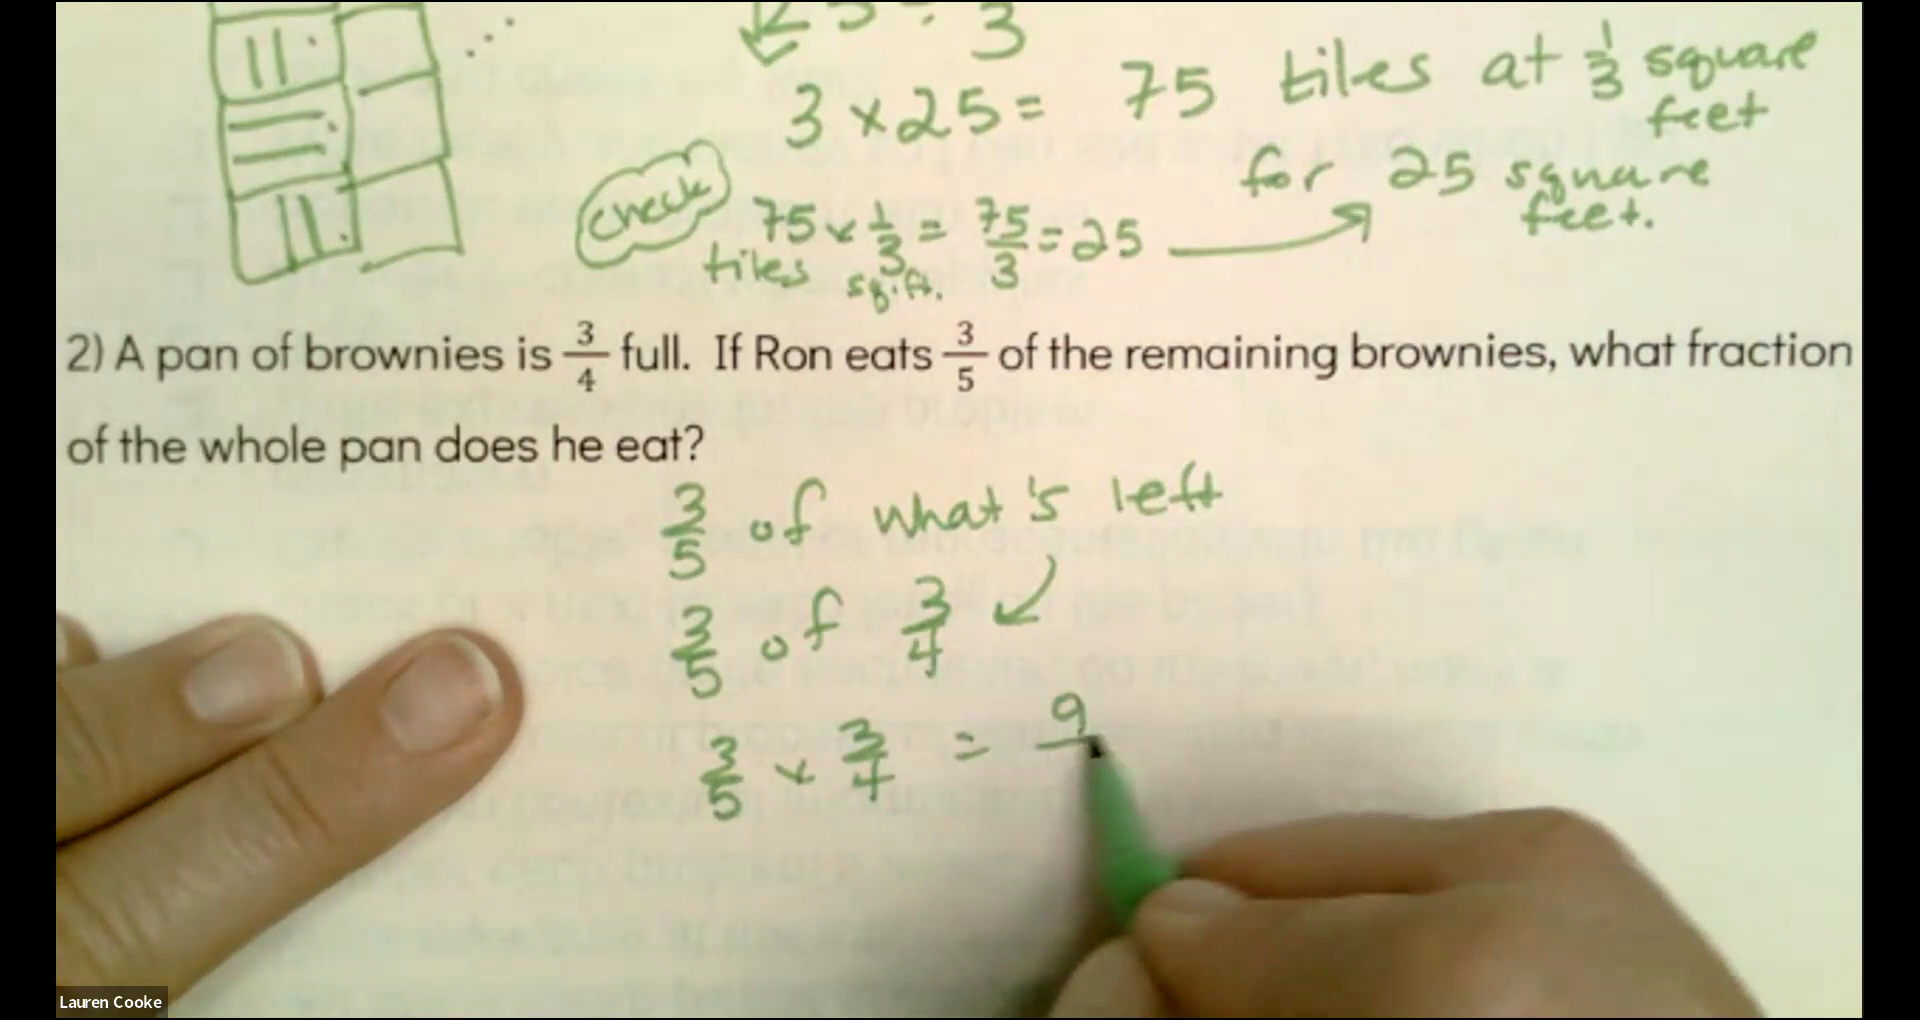 5 ÷
3
3 × 25 = 75 tiles at 1/3 square
feet
for 25 square
feet.
check
75 × 1/3 = 75/3 = 25
tiles sq. ft.
2) A pan of brownies is 3/4 full. If Ron eats 3/5 of the remaining brownies, what fraction
of the whole pan does he eat?
3/5 of what's left
3/5 of 3/4
3/5 × 3/4 = 9
Lauren Cooke